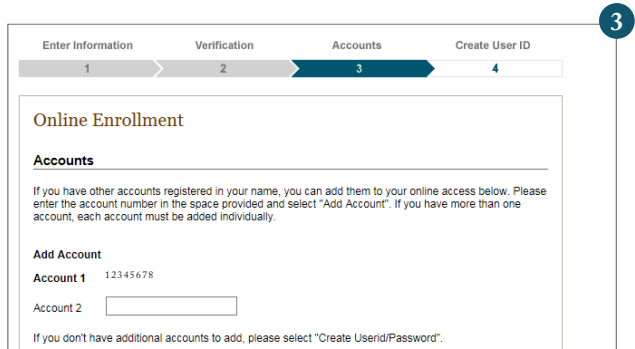 3
Enter Information Verification Accounts Create User ID
1 2 3 4
Online Enrollment
Accounts
If you have other accounts registered in your name, you can add them to your online access below. Please
enter the account number in the space provided and select "Add Account". If you have more than one
account, each account must be added individually.
Add Account
Account 1 12345678
Account 2
If you don't have additional accounts to add, please select "Create Userid/Password".